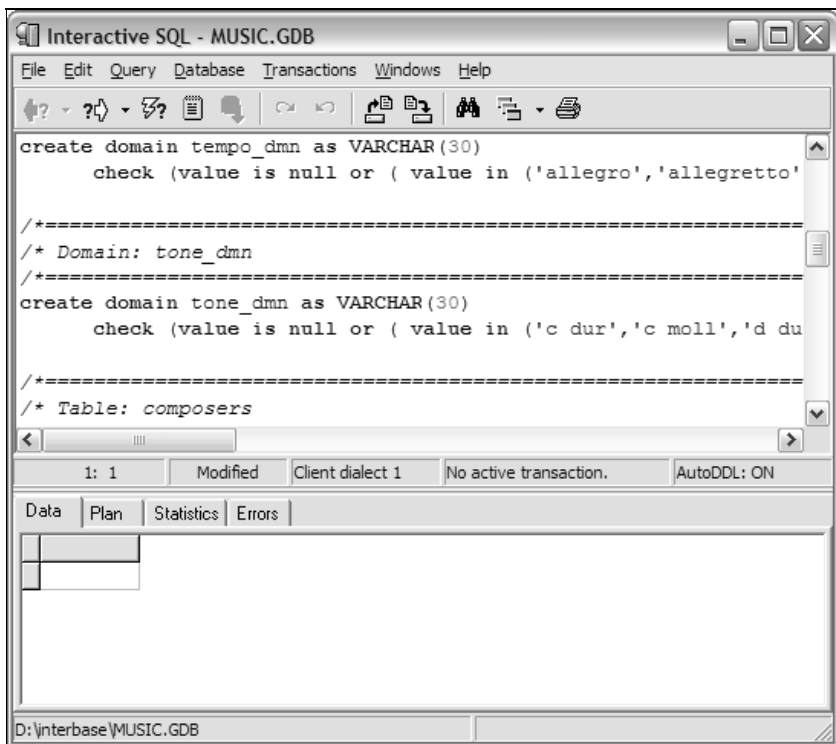 Interactive SQL - MUSIC.GDB
File Edit Query Database Transactions Windows Help
create domain tempo_dmn as VARCHAR(30)
check (value is null or ( value in ('allegro','allegretto'
/*==============================================================
/* Domain: tone_dmn
/*==============================================================
create domain tone_dmn as VARCHAR(30)
check (value is null or ( value in ('c dur','c moll','d du
/*==============================================================
/* Table: composers
1: 1 Modified Client dialect 1 No active transaction. AutoDDL: ON
Data Plan Statistics Errors
D:\interbase\MUSIC.GDB